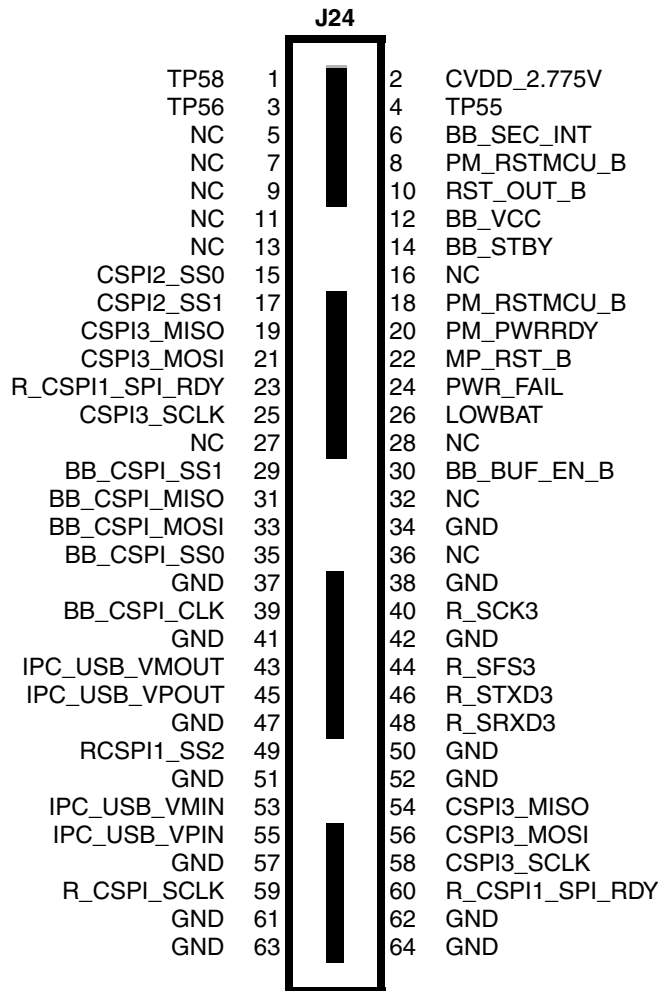 J24
TP58 1 2 CVDD_2.775V
TP56 3 4 TP55
NC 5 6 BB_SEC_INT
NC 7 8 PM_RSTMCU_B
NC 9 10 RST_OUT_B
NC 11 12 BB_VCC
NC 13 14 BB_STBY
CSPI2_SS0 15 16 NC
CSPI2_SS1 17 18 PM_RSTMCU_B
CSPI3_MISO 19 20 PM_PWRRDY
CSPI3_MOSI 21 22 MP_RST_B
R_CSPI1_SPI_RDY 23 24 PWR_FAIL
CSPI3_SCLK 25 26 LOWBAT
NC 27 28 NC
BB_CSPI_SS1 29 30 BB_BUF_EN_B
BB_CSPI_MISO 31 32 NC
BB_CSPI_MOSI 33 34 GND
BB_CSPI_SS0 35 36 NC
GND 37 38 GND
BB_CSPI_CLK 39 40 R_SCK3
GND 41 42 GND
IPC_USB_VMOUT 43 44 R_SFS3
IPC_USB_VPOUT 45 46 R_STXD3
GND 47 48 R_SRXD3
RCSPI1_SS2 49 50 GND
GND 51 52 GND
IPC_USB_VMIN 53 54 CSPI3_MISO
IPC_USB_VPIN 55 56 CSPI3_MOSI
GND 57 58 CSPI3_SCLK
R_CSPI_SCLK 59 60 R_CSPI1_SPI_RDY
GND 61 62 GND
GND 63 64 GND